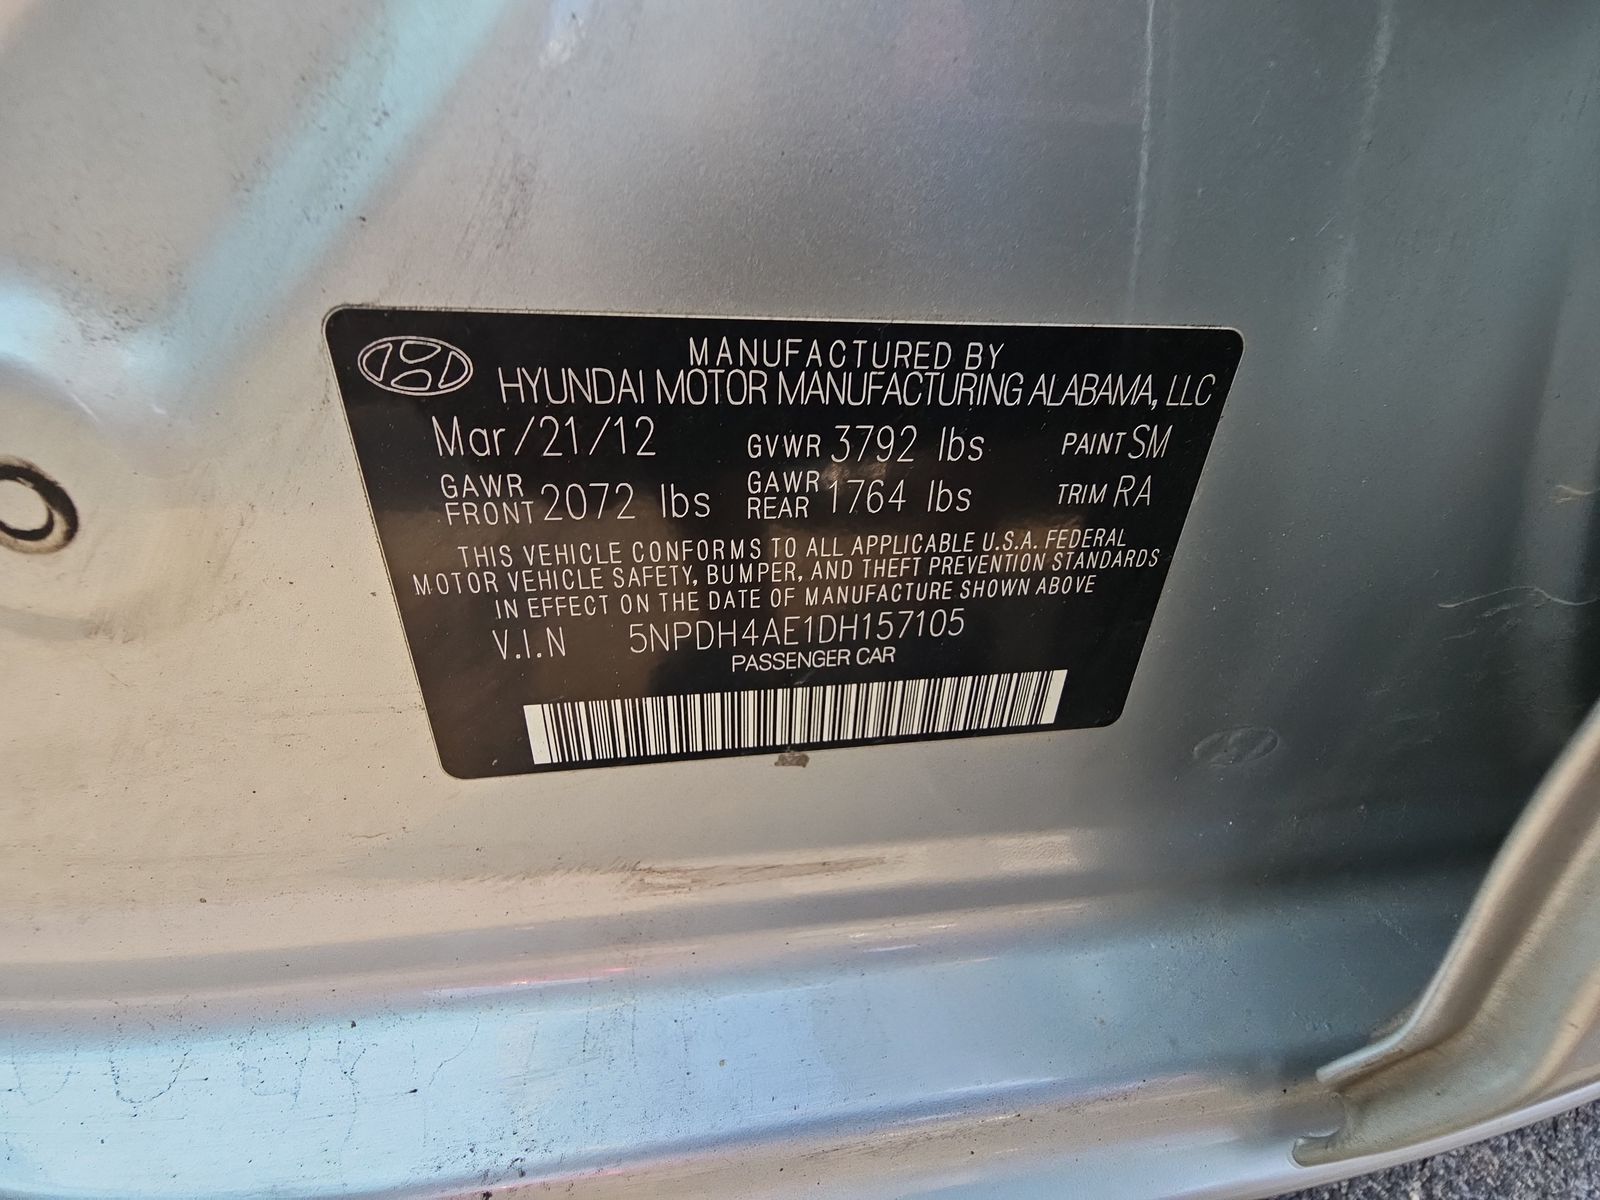 MANUFACTURED BY
HYUNDAI MOTOR MANUFACTURING ALABAMA, LLC
Mar/21/12 GVWR 3792 lbs PAINT SM
GAWR FRONT 2072 lbs GAWR REAR 1764 lbs TRIM RA
THIS VEHICLE CONFORMS TO ALL APPLICABLE U.S.A. FEDERAL
MOTOR VEHICLE SAFETY, BUMPER, AND THEFT PREVENTION STANDARDS
IN EFFECT ON THE DATE OF MANUFACTURE SHOWN ABOVE
V.I.N 5NPDH4AE1DH157105
PASSENGER CAR